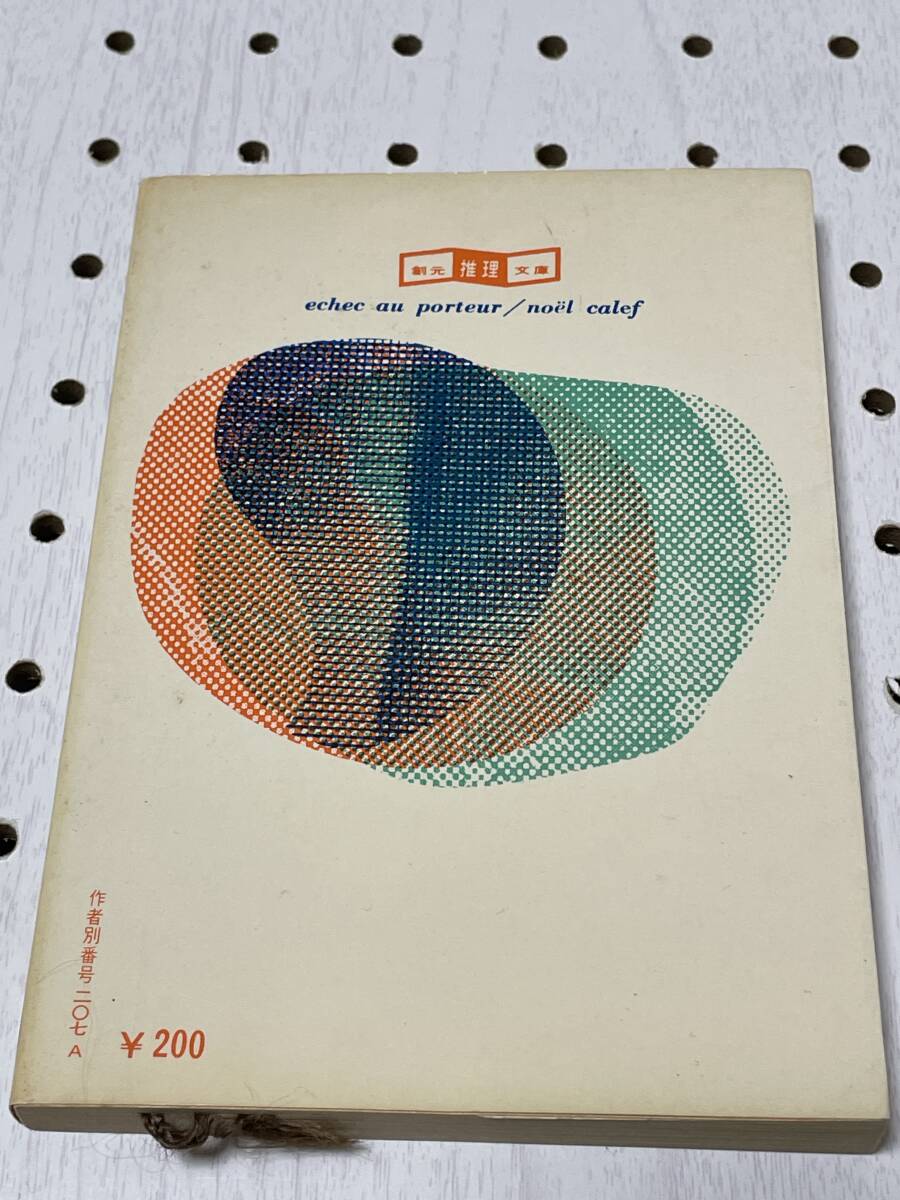 創元 推理 文庫
echec au porteur/noël calef
作者別番号二〇七 A
¥ 200